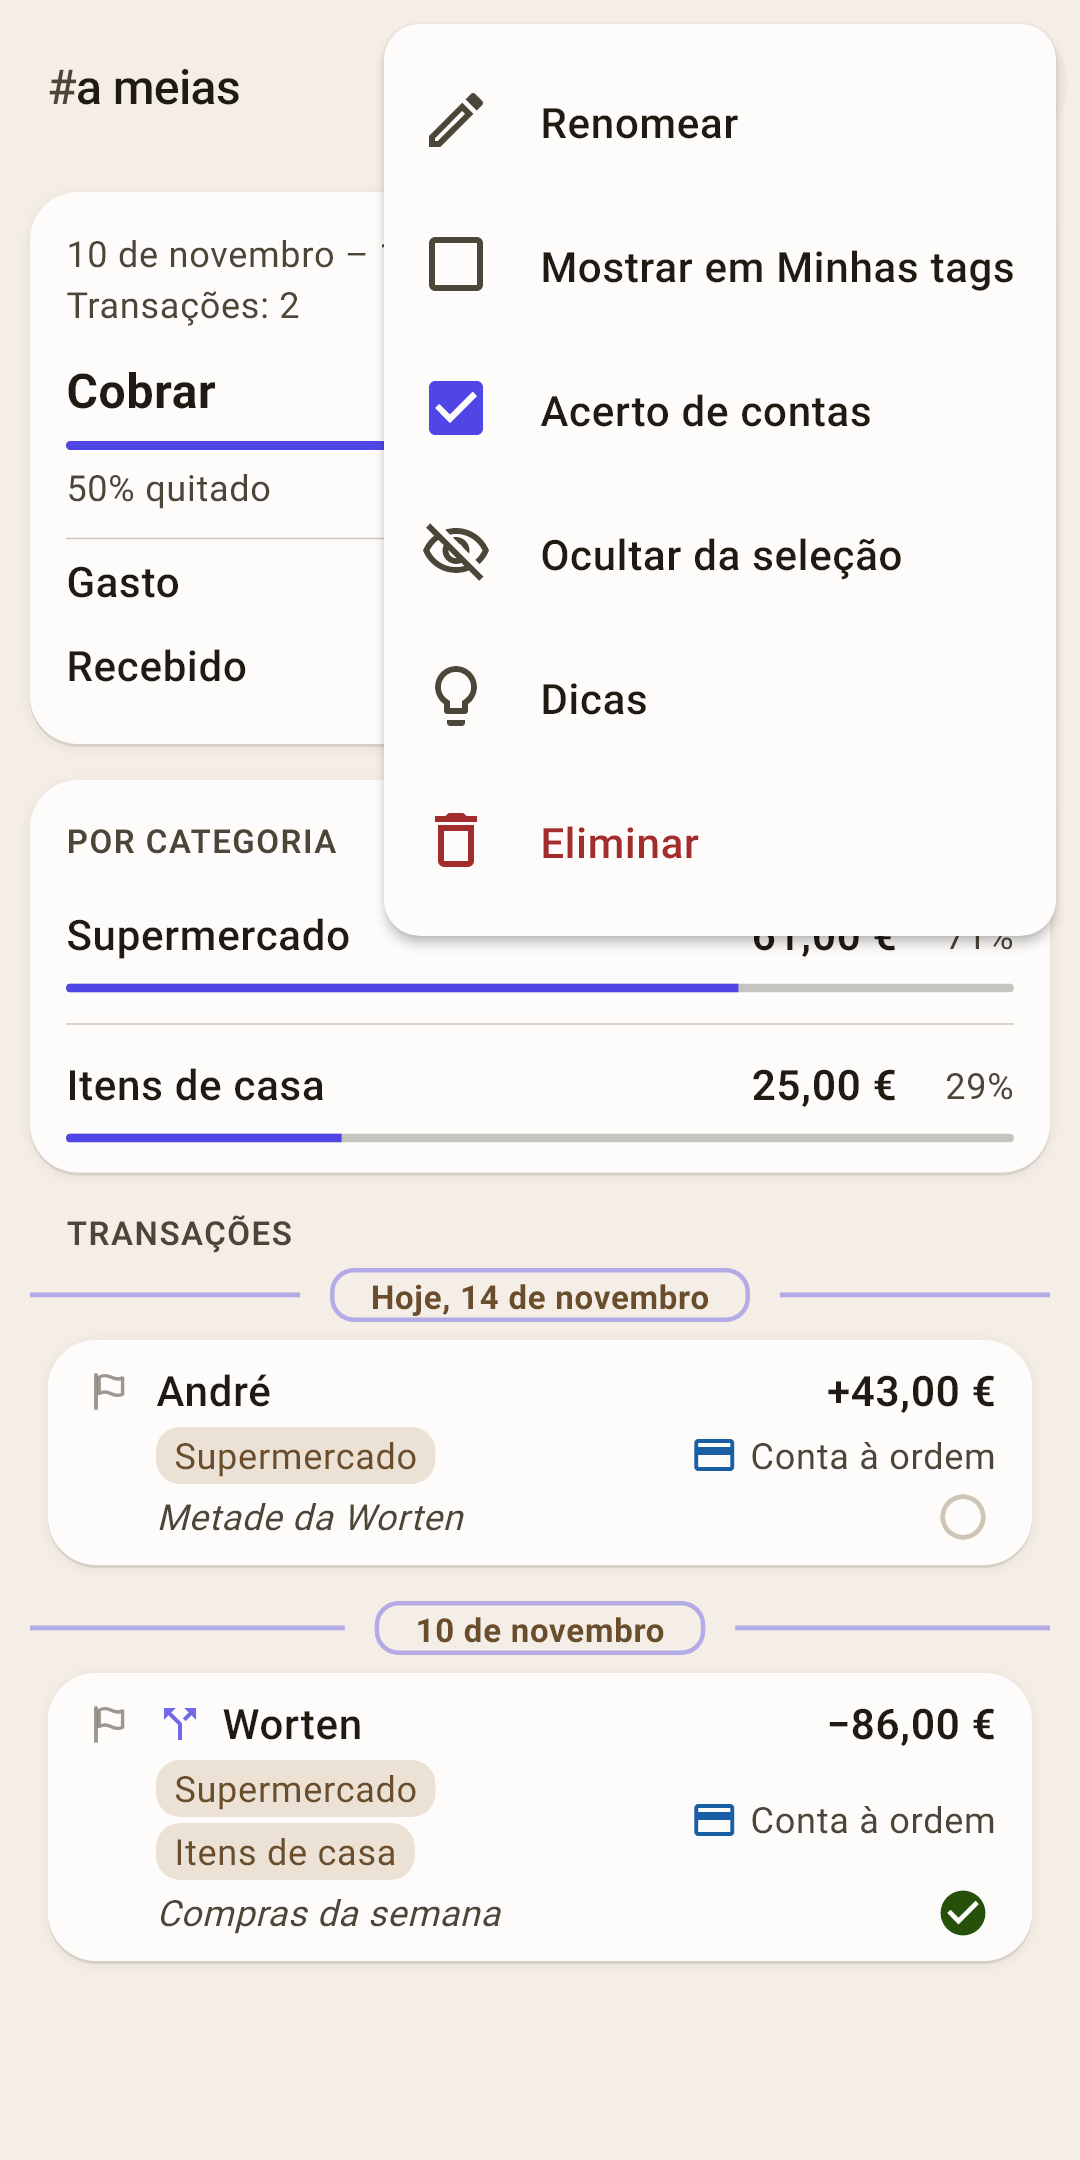 #a meias
Renomear
Mostrar em Minhas tags
Acerto de contas
Ocultar da seleção
Dicas
Eliminar
10 de novembro –
Transações: 2
Cobrar
50% quitado
Gasto
Recebido
POR CATEGORIA
Supermercado 61,00 € 71%
Itens de casa 25,00 € 29%
TRANSAÇÕES
Hoje, 14 de novembro
André +43,00 €
Supermercado Conta à ordem
Metade da Worten
10 de novembro
Worten −86,00 €
Supermercado
Conta à ordem
Itens de casa
Compras da semana